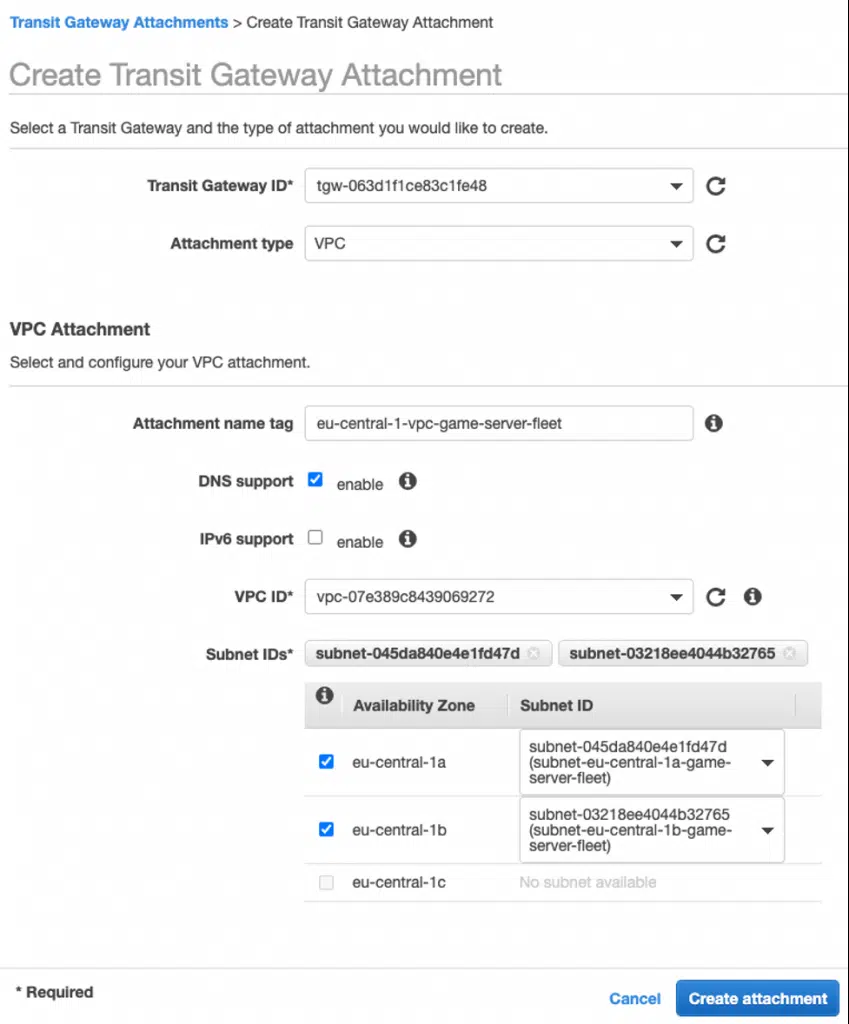 Transit Gateway Attachments > Create Transit Gateway Attachment
Create Transit Gateway Attachment
Select a Transit Gateway and the type of attachment you would like to create.
Transit Gateway ID* tgw-063d1f1ce83c1fe48
Attachment type VPC
VPC Attachment
Select and configure your VPC attachment.
Attachment name tag eu-central-1-vpc-game-server-fleet
DNS support enable
IPv6 support enable
VPC ID* vpc-07e389c8439069272
Subnet IDs* subnet-045da840e4e1fd47d subnet-03218ee4044b32765
Availability Zone Subnet ID
eu-central-1a subnet-045da840e4e1fd47d
(subnet-eu-central-1a-game-
server-fleet)
eu-central-1b subnet-03218ee4044b32765
(subnet-eu-central-1b-game-
server-fleet)
eu-central-1c No subnet available
* Required Cancel Create attachment